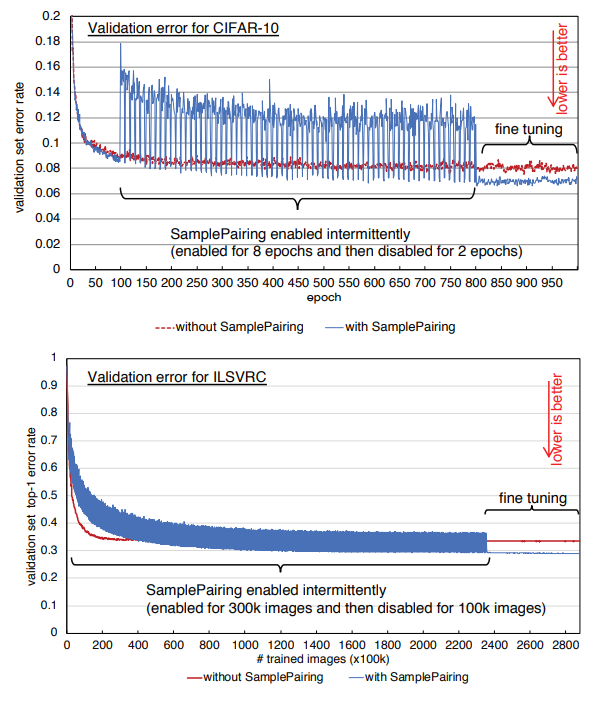 Validation error for CIFAR-10
lower is better
validation set error rate
0.2
0.18
0.16
0.14
0.12
0.1
0.08
0.06
0.04
0.02
0
fine tuning
SamplePairing enabled intermittently
(enabled for 8 epochs and then disabled for 2 epochs)
0 50 100 150 200 250 300 350 400 450 500 550 600 650 700 750 800 850 900 950
epoch
without SamplePairing with SamplePairing
Validation error for ILSVRC
lower is better
validation set top-1 error rate
1
0.9
0.8
0.7
0.6
0.5
0.4
0.3
0.2
0.1
0
fine tuning
SamplePairing enabled intermittently
(enabled for 300k images and then disabled for 100k images)
0 200 400 600 800 1000 1200 1400 1600 1800 2000 2200 2400 2600 2800
# trained images (x100k)
without SamplePairing with SamplePairing